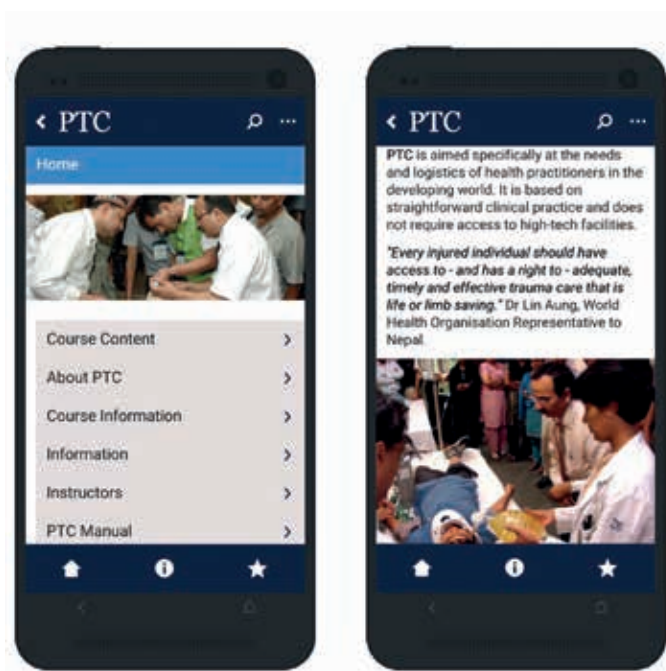 PTC
Home
Course Content
About PTC
Course Information
Information
Instructors
PTC Manual
PTC
PTC is aimed specifically at the needs
and logistics of health practitioners in the
developing world. It is based on
straightforward clinical practice and does
not require access to high-tech facilities.
"Every injured individual should have
access to - and has a right to - adequate,
timely and effective trauma care that is
life or limb saving." Dr Lin Aung, World
Health Organisation Representative to
Nepal